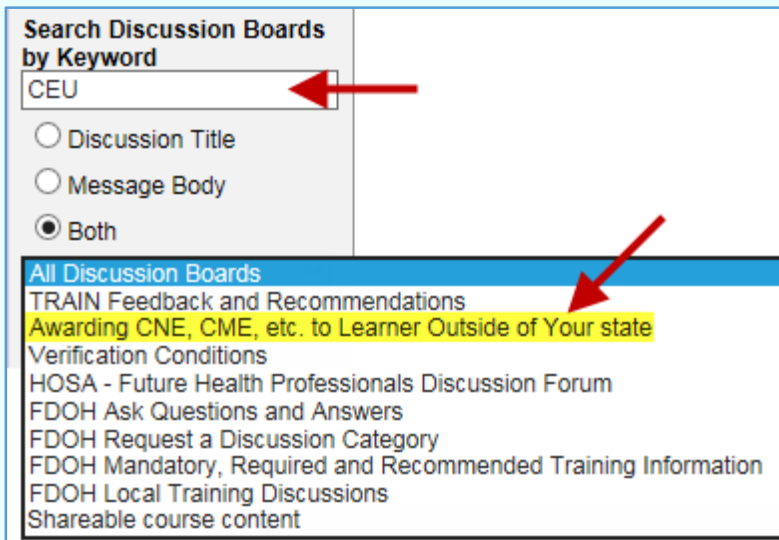 Search Discussion Boards
by Keyword
CEU
Discussion Title
Message Body
Both
All Discussion Boards
TRAIN Feedback and Recommendations
Awarding CNE, CME, etc. to Learner Outside of Your state
Verification Conditions
HOSA - Future Health Professionals Discussion Forum
FDOH Ask Questions and Answers
FDOH Request a Discussion Category
FDOH Mandatory, Required and Recommended Training Information
FDOH Local Training Discussions
Shareable course content